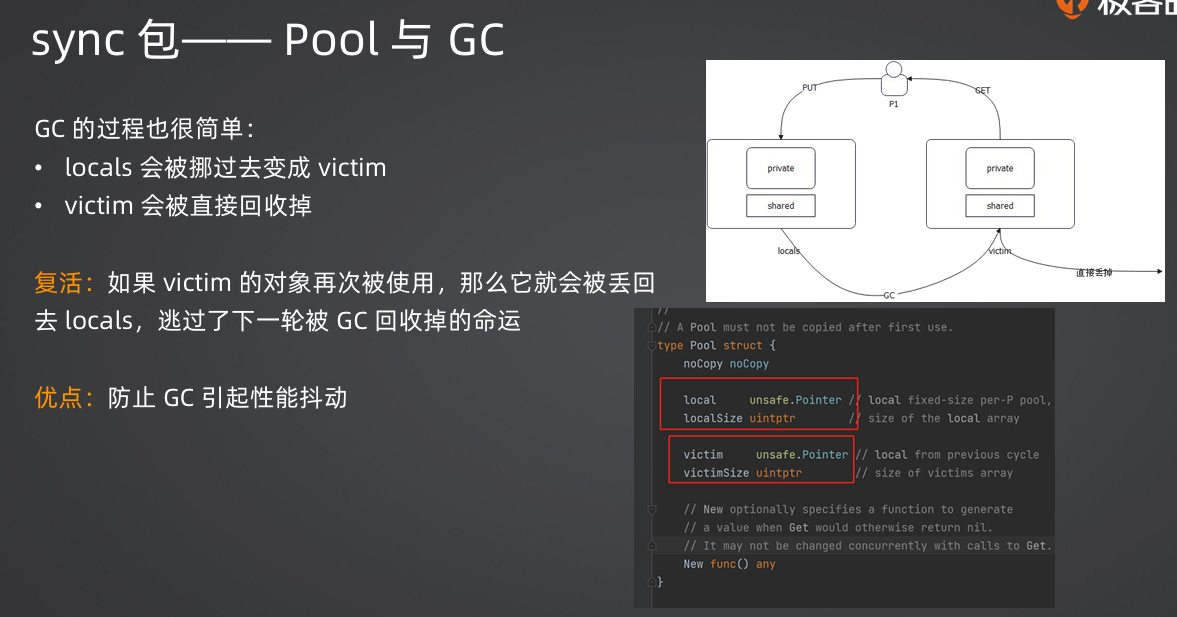 sync 包—— Pool 与 GC
GC 的过程也很简单：
• locals 会被挪过去变成 victim
• victim 会被直接回收掉
复活：如果 victim 的对象再次被使用，那么它就会被丢回
去 locals，逃过了下一轮被 GC 回收掉的命运
优点：防止 GC 引起性能抖动
PUT
GET
P1
private
shared
private
shared
locals
victim
直接丢掉
GC
//
// A Pool must not be copied after first use.
type Pool struct {
noCopy noCopy
local unsafe.Pointer // local fixed-size per-P pool,
localSize uintptr // size of the local array
victim unsafe.Pointer // local from previous cycle
victimSize uintptr // size of victims array
// New optionally specifies a function to generate
// a value when Get would otherwise return nil.
// It may not be changed concurrently with calls to Get.
New func() any
}